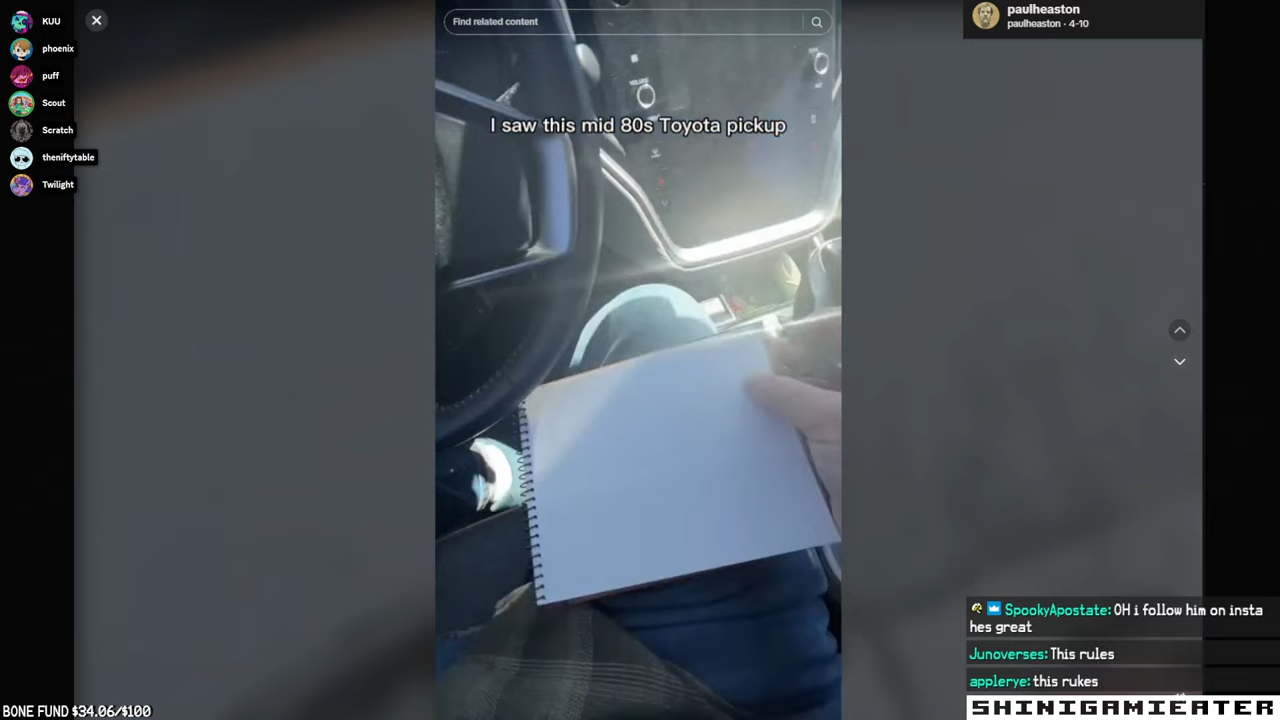 KUU
phoenix
puff
Scout
Scratch
theniftytable
Twilight
Find related content
VOLUME
I saw this mid 80s Toyota pickup
paulheaston
paulheaston · 4-10
SpookyApostate: OH i follow him on insta
hes great
Junoverses: This rules
applerye: this rukes
BONE FUND $34.06/$100
SHINIGAMIEATER